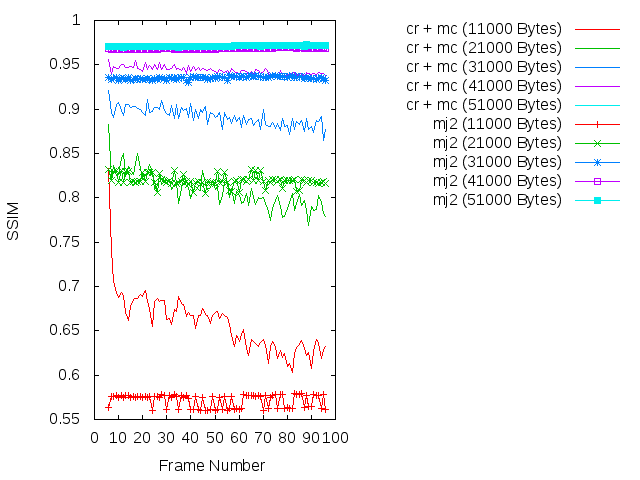 1
0.95
0.9
0.85
0.8
0.75
0.7
0.65
0.6
0.55
SSIM
0 10 20 30 40 50 60 70 80 90 100
Frame Number
cr + mc (11000 Bytes)
cr + mc (21000 Bytes)
cr + mc (31000 Bytes)
cr + mc (41000 Bytes)
cr + mc (51000 Bytes)
mj2 (11000 Bytes)
mj2 (21000 Bytes)
mj2 (31000 Bytes)
mj2 (41000 Bytes)
mj2 (51000 Bytes)